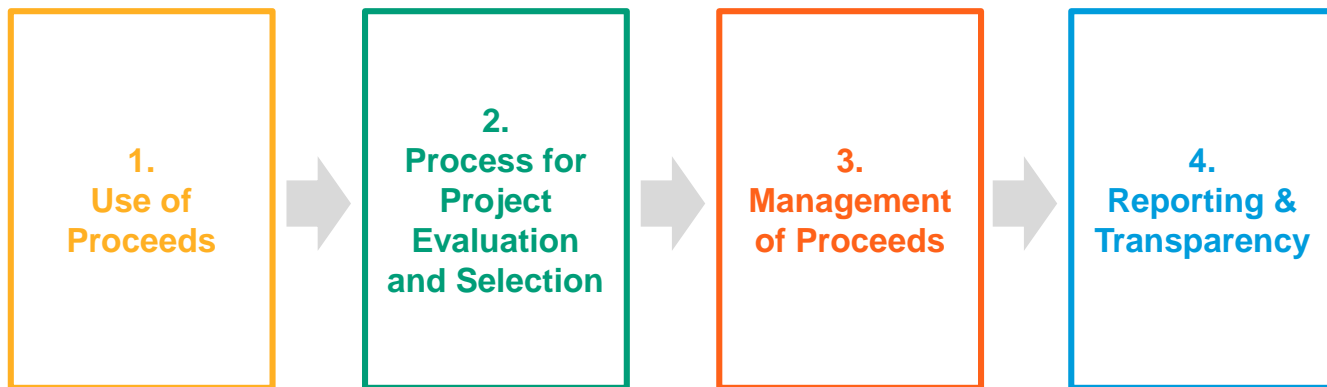 1.
Use of
Proceeds
2.
Process for
Project
Evaluation
and Selection
3.
Management
of Proceeds
4.
Reporting &
Transparency